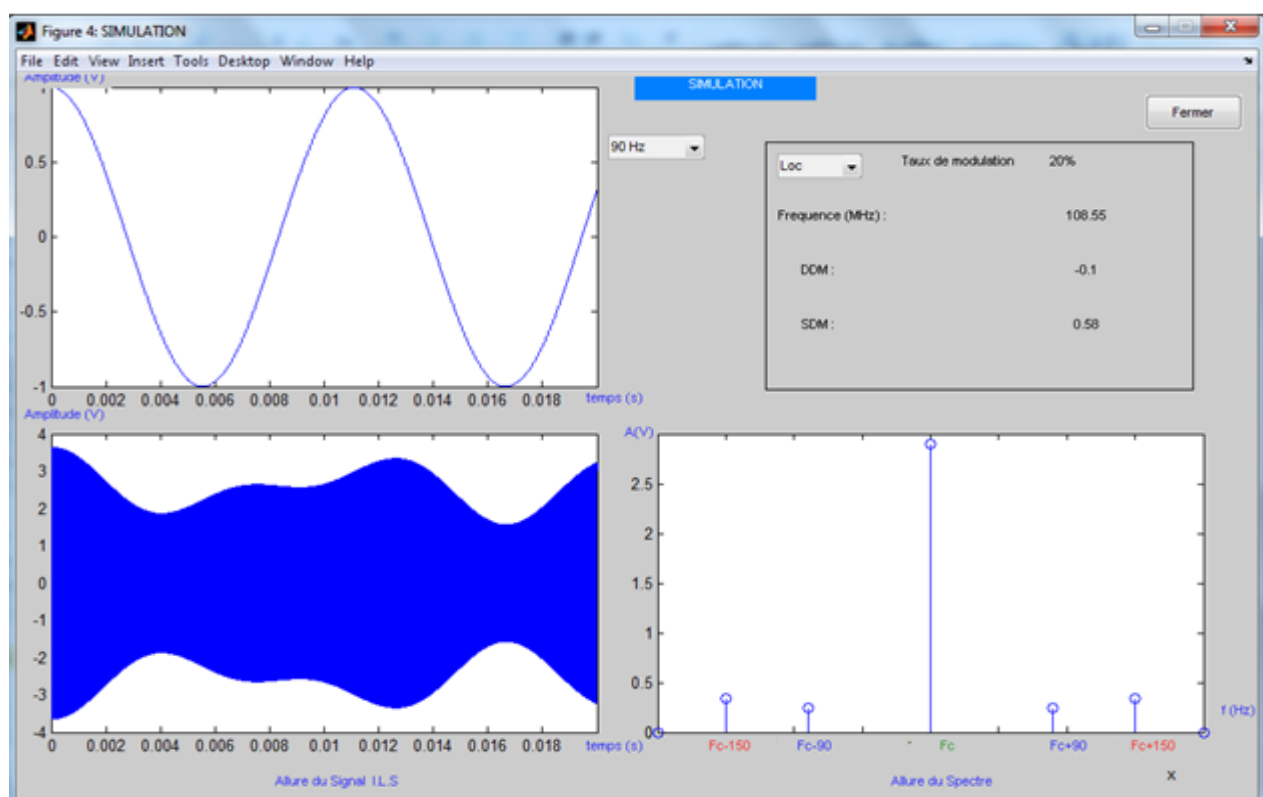 Figure 4: SIMULATION
File Edit View Insert Tools Desktop Window Help
Amplitude (V)
SIMULATION
Fermer
90 Hz
Loc
Taux de modulation 20%
Frequence (MHz) : 108.55
DDM : -0.1
SDM : 0.58
1
0.5
0
-0.5
-1
0 0.002 0.004 0.006 0.008 0.01 0.012 0.014 0.016 0.018 temps (s)
Amplitude (V)
4
3
2
1
0
-1
-2
-3
-4
0 0.002 0.004 0.006 0.008 0.01 0.012 0.014 0.016 0.018 temps (s)
Allure du Signal I.L.S
A(V)
2.5
2
1.5
1
0.5
0
f (Hz)
Fc-150 Fc-90 Fc Fc+90 Fc+150
Allure du Spectre
X